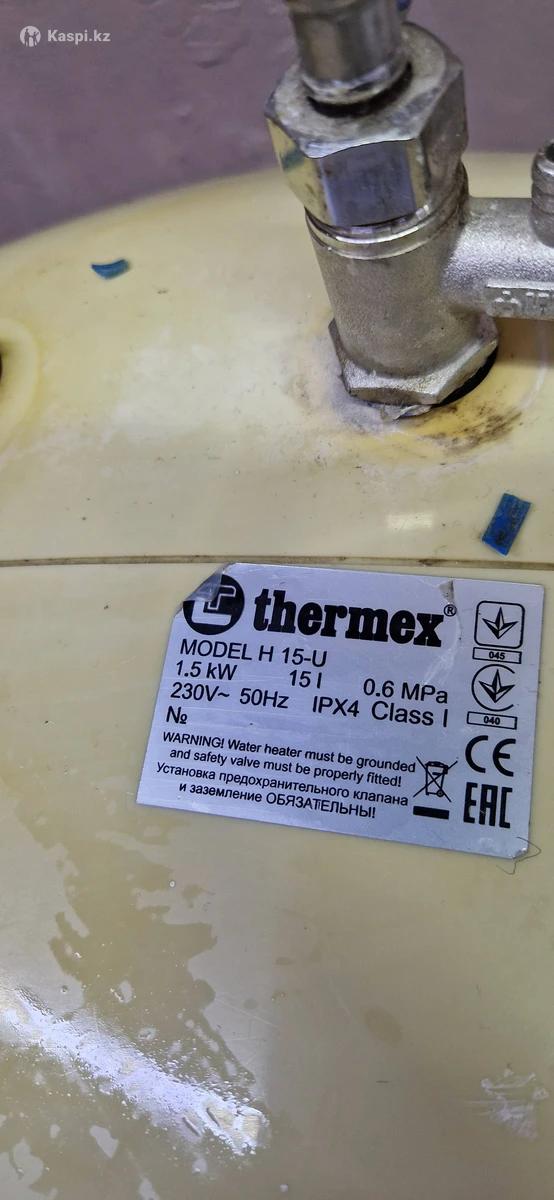 Kaspi.kz
thermex®
MODEL H 15-U
1.5 kW 15 l 0.6 MPa
230V~ 50Hz IPX4 Class I
№
045
040
WARNING! Water heater must be grounded
and safety valve must be properly fitted!
Установка предохранительного клапана
и заземление ОБЯЗАТЕЛЬНЫ!
CE
EAC